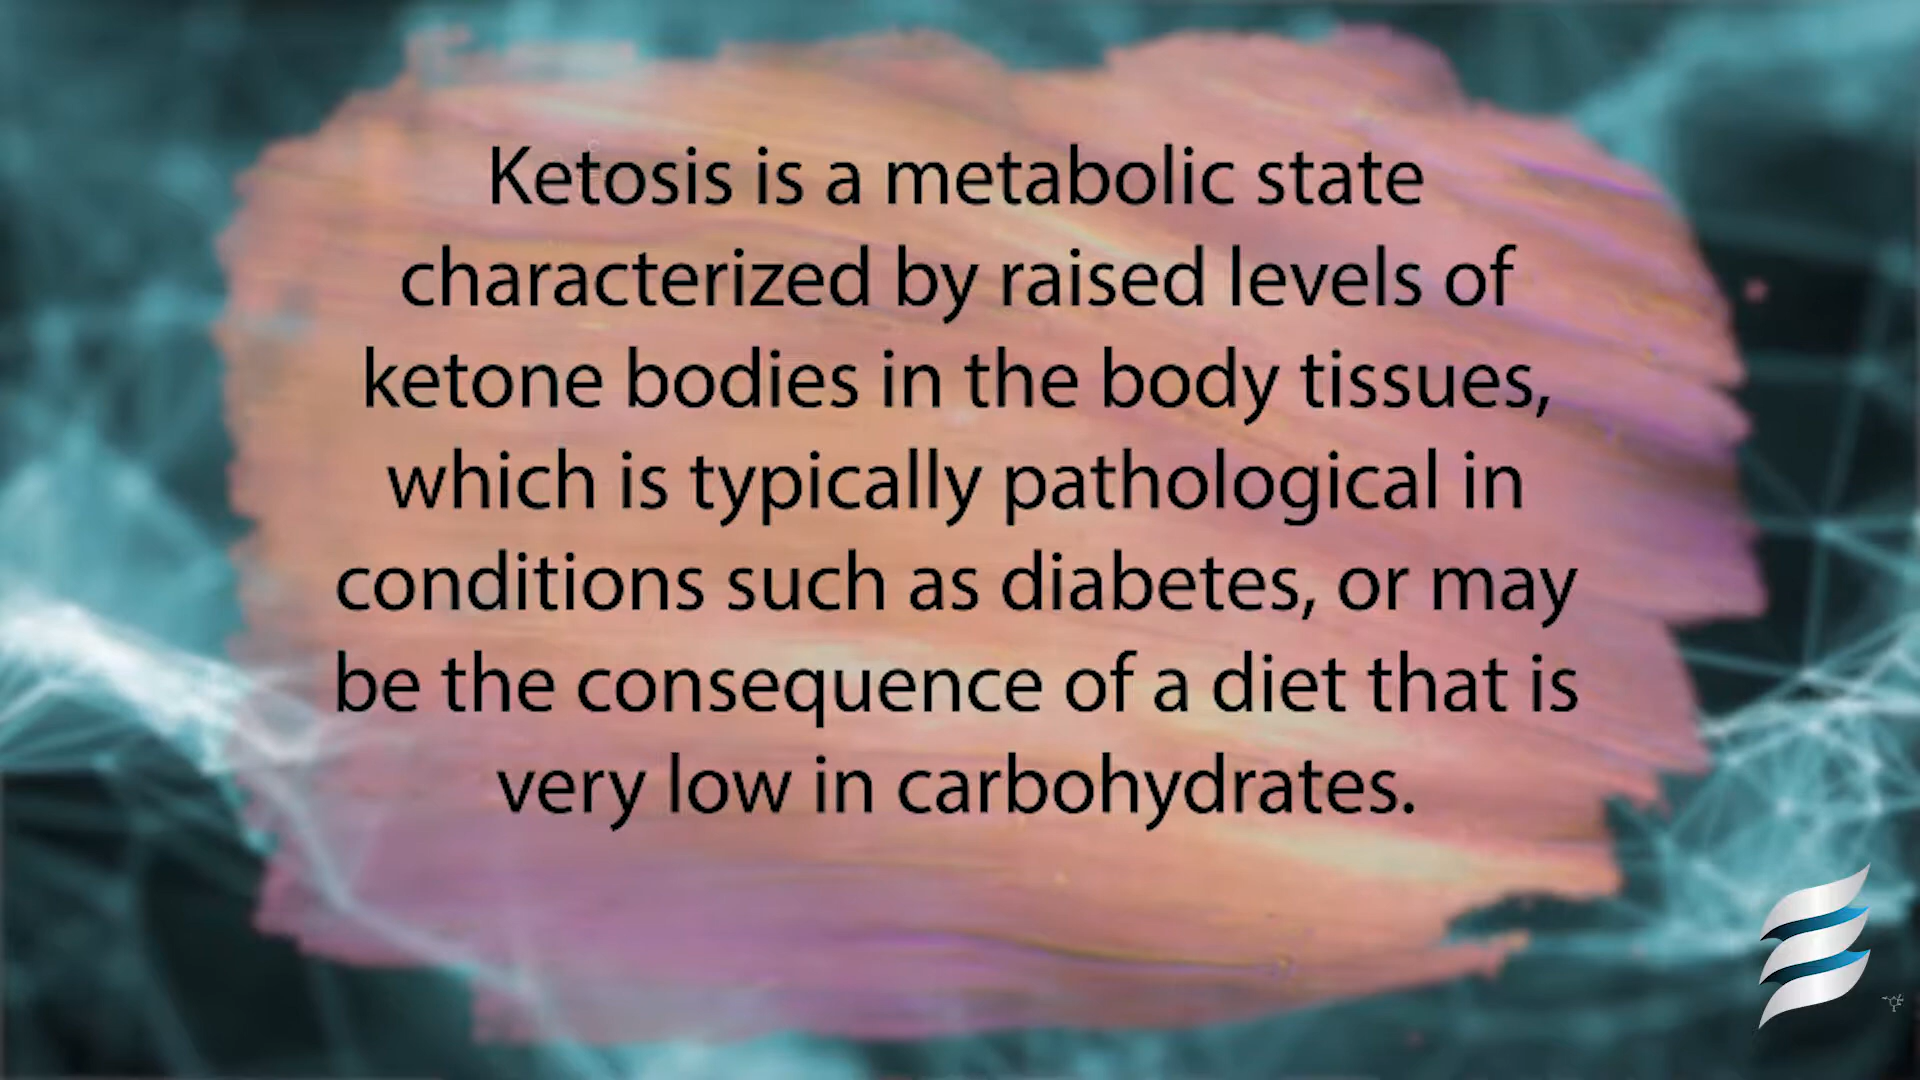 Ketosis is a metabolic state
characterized by raised levels of
ketone bodies in the body tissues,
which is typically pathological in
conditions such as diabetes, or may
be the consequence of a diet that is
very low in carbohydrates.